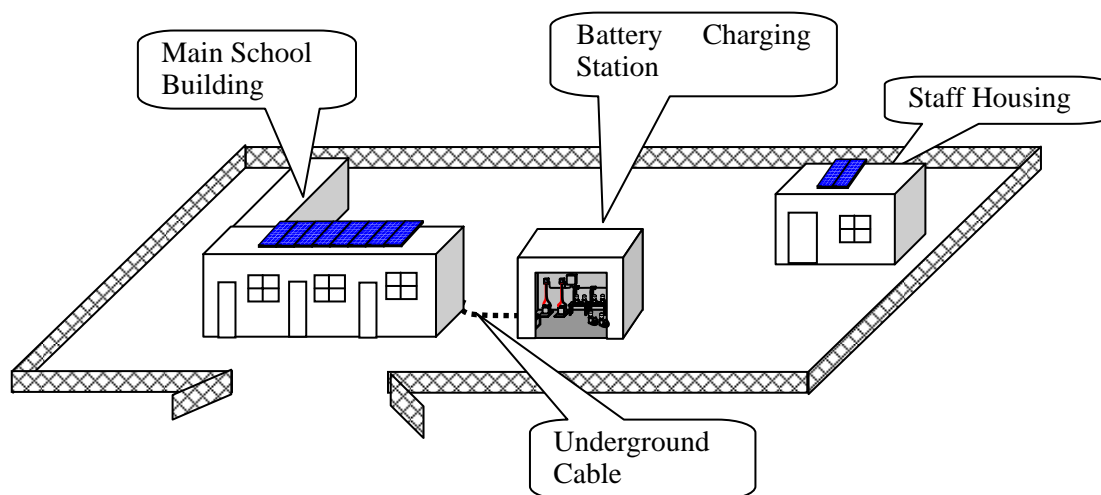 Main School
Building
Battery Charging
Station
Staff Housing
Underground
Cable